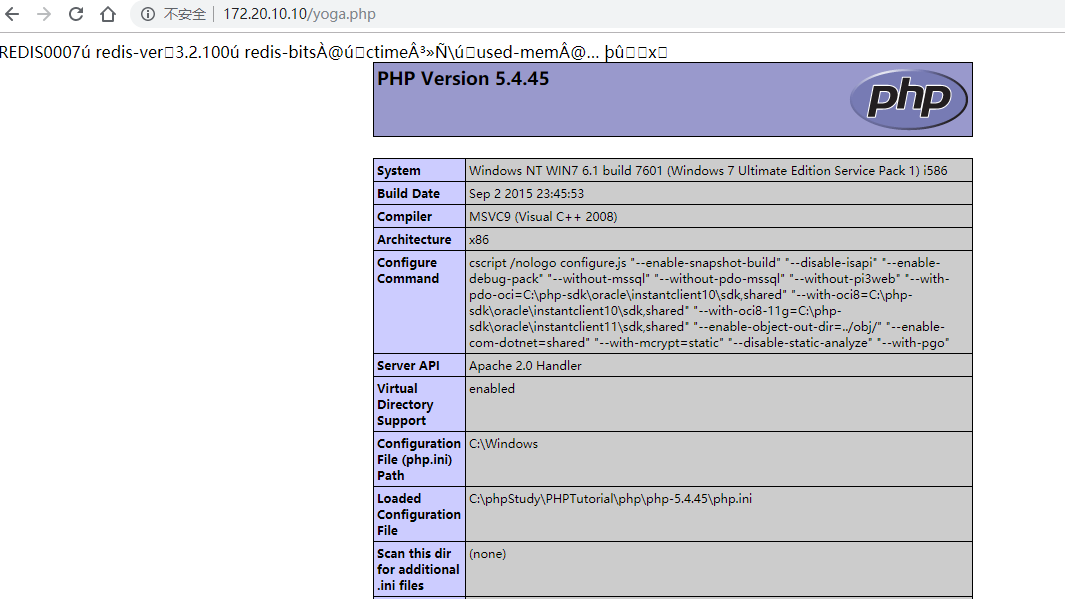 不安全 | 172.20.10.10/yoga.php
REDIS0007ú redis-ver□3.2.100ú redis-bitsÀ@ú□ctimeÂ³»Ñ\ú□used-memÂ@... þû□□x□
PHP Version 5.4.45
php
System Windows NT WIN7 6.1 build 7601 (Windows 7 Ultimate Edition Service Pack 1) i586
Build Date Sep 2 2015 23:45:53
Compiler MSVC9 (Visual C++ 2008)
Architecture x86
Configure Command
cscript /nologo configure.js "--enable-snapshot-build" "--disable-isapi" "--enable-
debug-pack" "--without-mssql" "--without-pdo-mssql" "--without-pi3web" "--with-
pdo-oci=C:\php-sdk\oracle\instantclient10\sdk,shared" "--with-oci8=C:\php-
sdk\oracle\instantclient10\sdk,shared" "--with-oci8-11g=C:\php-
sdk\oracle\instantclient11\sdk,shared" "--enable-object-out-dir=../obj/" "--enable-
com-dotnet=shared" "--with-mcrypt=static" "--disable-static-analyze" "--with-pgo"
Server API Apache 2.0 Handler
Virtual
Directory
Support
enabled
Configuration
File (php.ini)
Path
C:\Windows
Loaded
Configuration
File
C:\phpStudy\PHPTutorial\php\php-5.4.45\php.ini
Scan this dir
for additional
.ini files
(none)